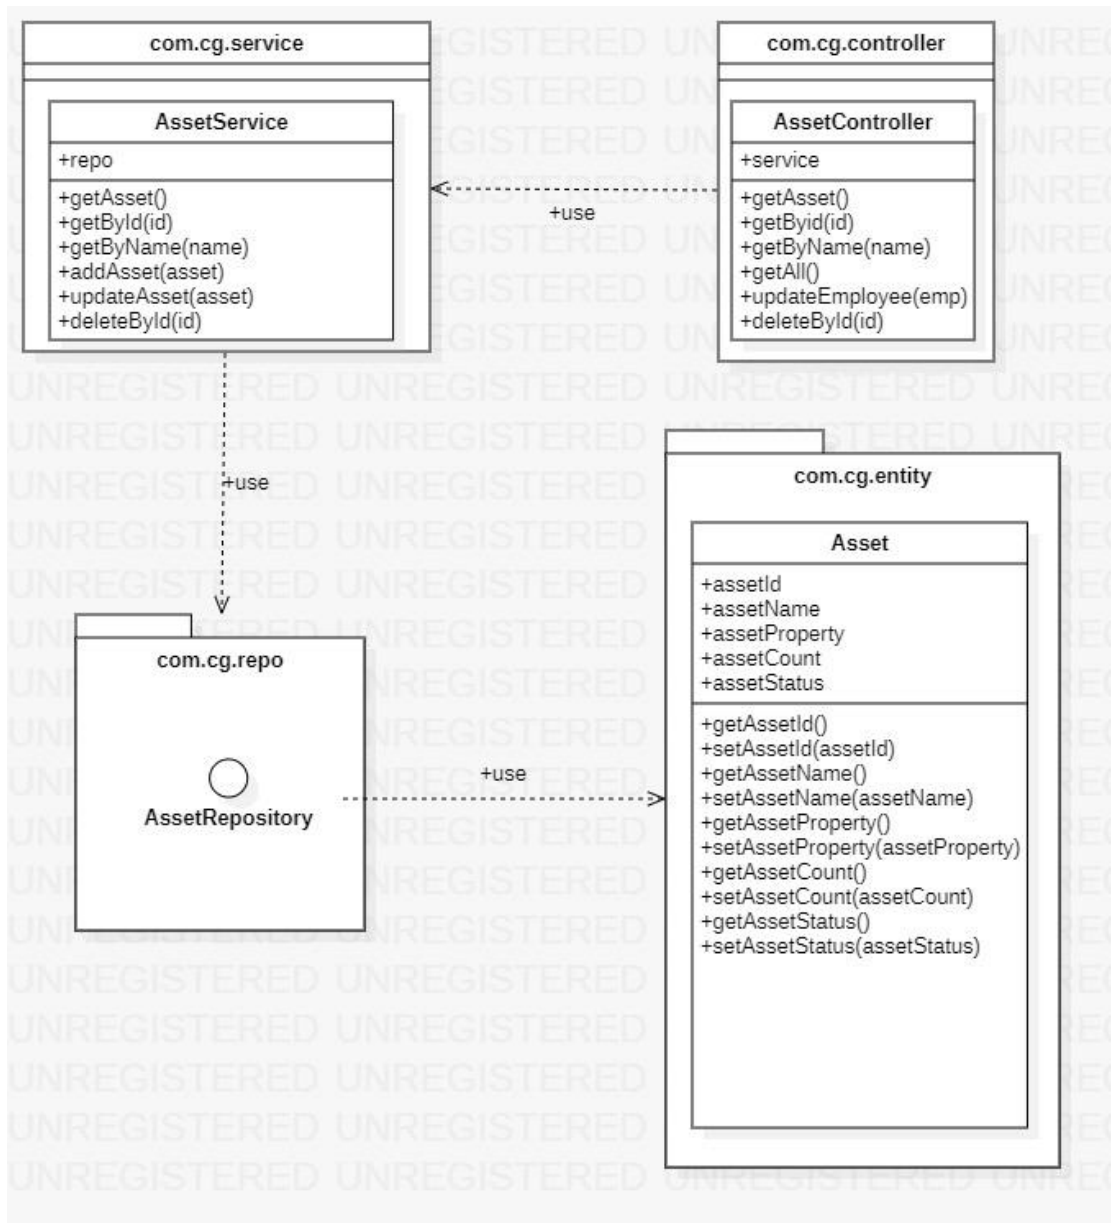 com.cg.service
AssetService
+repo
+getAsset()
+getById(id)
+getByName(name)
+addAsset(asset)
+updateAsset(asset)
+deleteById(id)
+use
com.cg.controller
AssetController
+service
+getAsset()
+getByid(id)
+getByName(name)
+getAll()
+updateEmployee(emp)
+deleteById(id)
+use
com.cg.repo
AssetRepository
+use
com.cg.entity
Asset
+assetId
+assetName
+assetProperty
+assetCount
+assetStatus
+getAssetId()
+setAssetId(assetId)
+getAssetName()
+setAssetName(assetName)
+getAssetProperty()
+setAssetProperty(assetProperty)
+getAssetCount()
+setAssetCount(assetCount)
+getAssetStatus()
+setAssetStatus(assetStatus)
UNREGISTERED UNREGISTERED UNREGISTERED